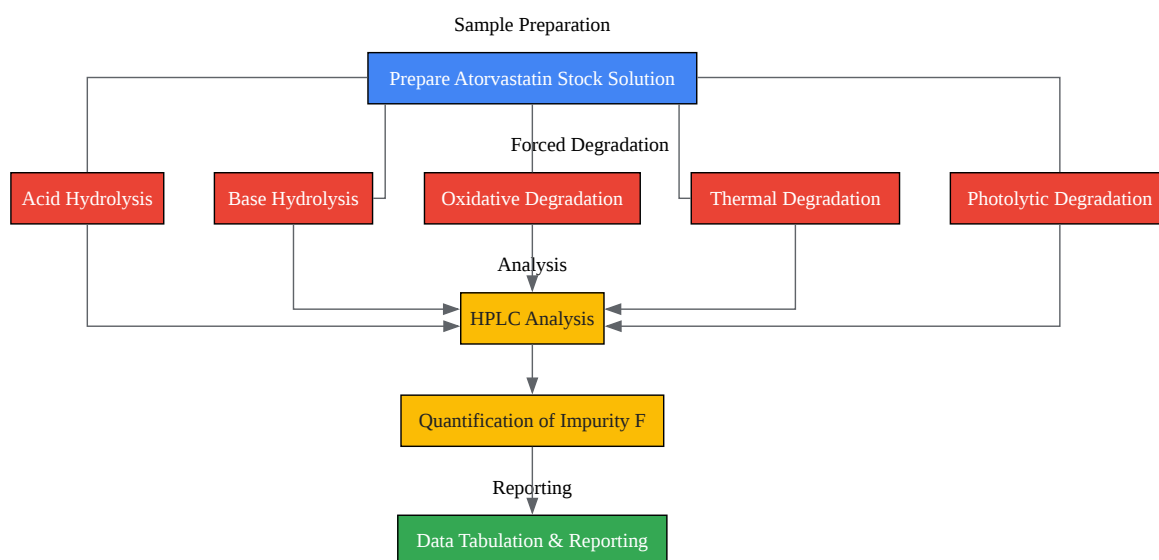 Sample Preparation
Prepare Atorvastatin Stock Solution
Forced Degradation
Acid Hydrolysis
Base Hydrolysis
Oxidative Degradation
Thermal Degradation
Photolytic Degradation
Analysis
HPLC Analysis
Quantification of Impurity F
Reporting
Data Tabulation & Reporting